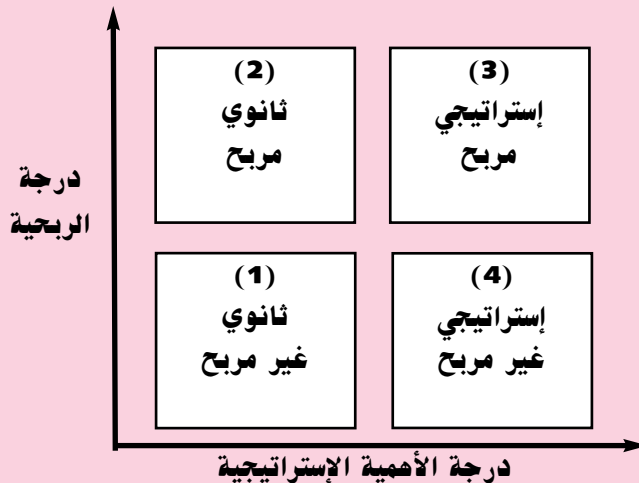 (2)
ثانوي
مربح
(3)
إستراتيجي
مربح
درجة
الربحية
(1)
ثانوي
غير مربح
(4)
إستراتيجي
غير مربح
درجة الأهمية الإستراتيجية